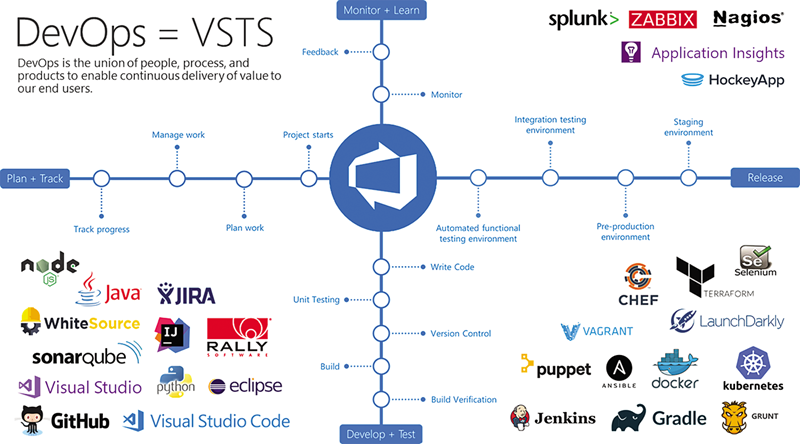 DevOps = VSTS
DevOps is the union of people, process, and
products to enable continuous delivery of value to
our end users.
Monitor + Learn
Feedback
Monitor
splunk>
ZABBIX
Nagios®
Application Insights
HockeyApp
Manage work
Project starts
Integration testing
environment
Staging
environment
Plan + Track
Release
Track progress
Plan work
Automated functional
testing environment
Pre-production
environment
Write Code
Unit Testing
Version Control
Build
Build Verification
Develop + Test
node
JS
Java
JIRA
WhiteSource
IJ
RALLY
SOFTWARE
sonarqube
Visual Studio
python
eclipse
GitHub
Visual Studio Code
CHEF
TERRAFORM
Se
Selenium
VAGRANT
LaunchDarkly
puppet
ANSIBLE
docker
kubernetes
Jenkins
Gradle
GRUNT